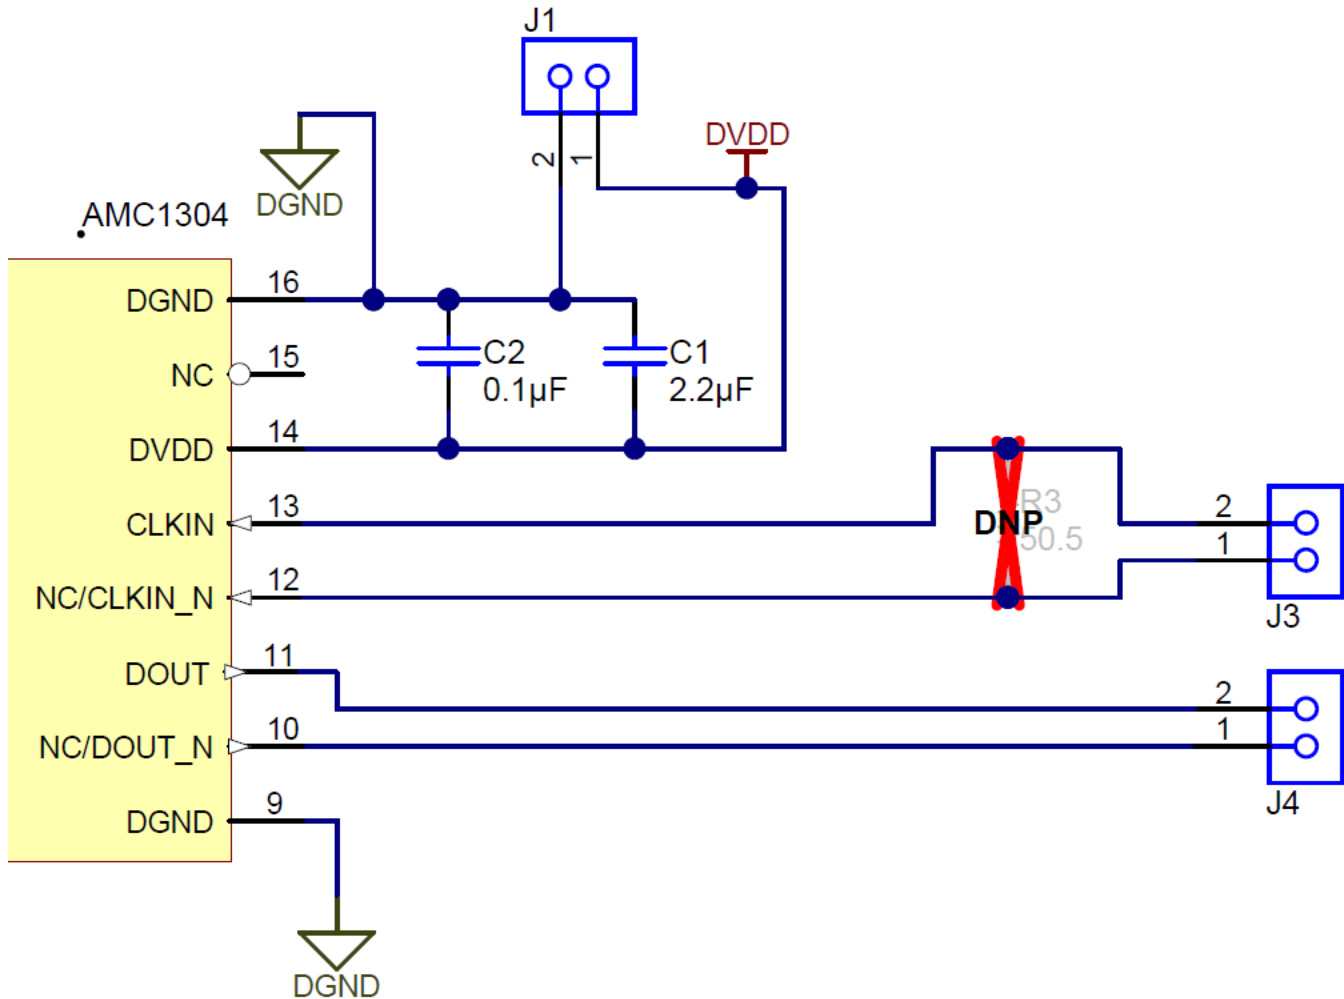 J1
2
1
DVDD
DGND
AMC1304
DGND
16
NC
15
DVDD
14
CLKIN
13
NC/CLKIN_N
12
DOUT
11
NC/DOUT_N
10
DGND
9
C2
0.1µF
C1
2.2µF
R3
50.5
DNP
2
1
J3
2
1
J4
DGND